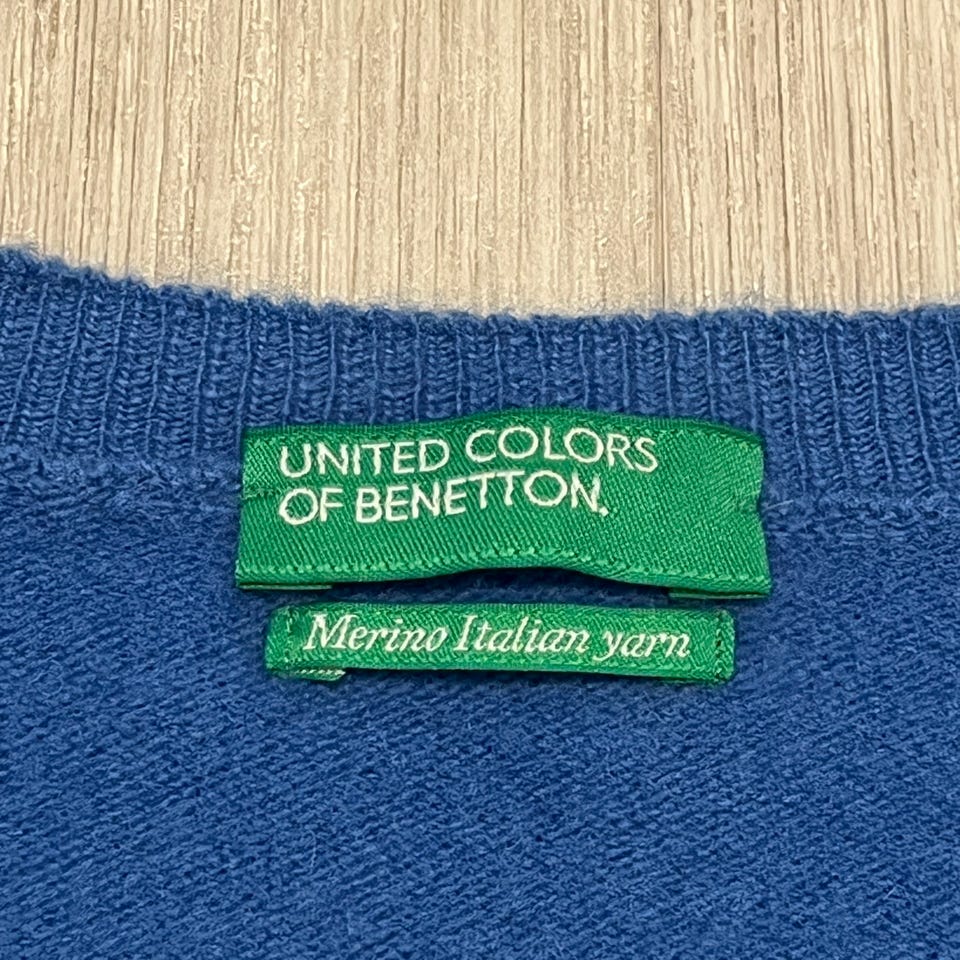 UNITED COLORS
OF BENETTON.
Merino Italian yarn